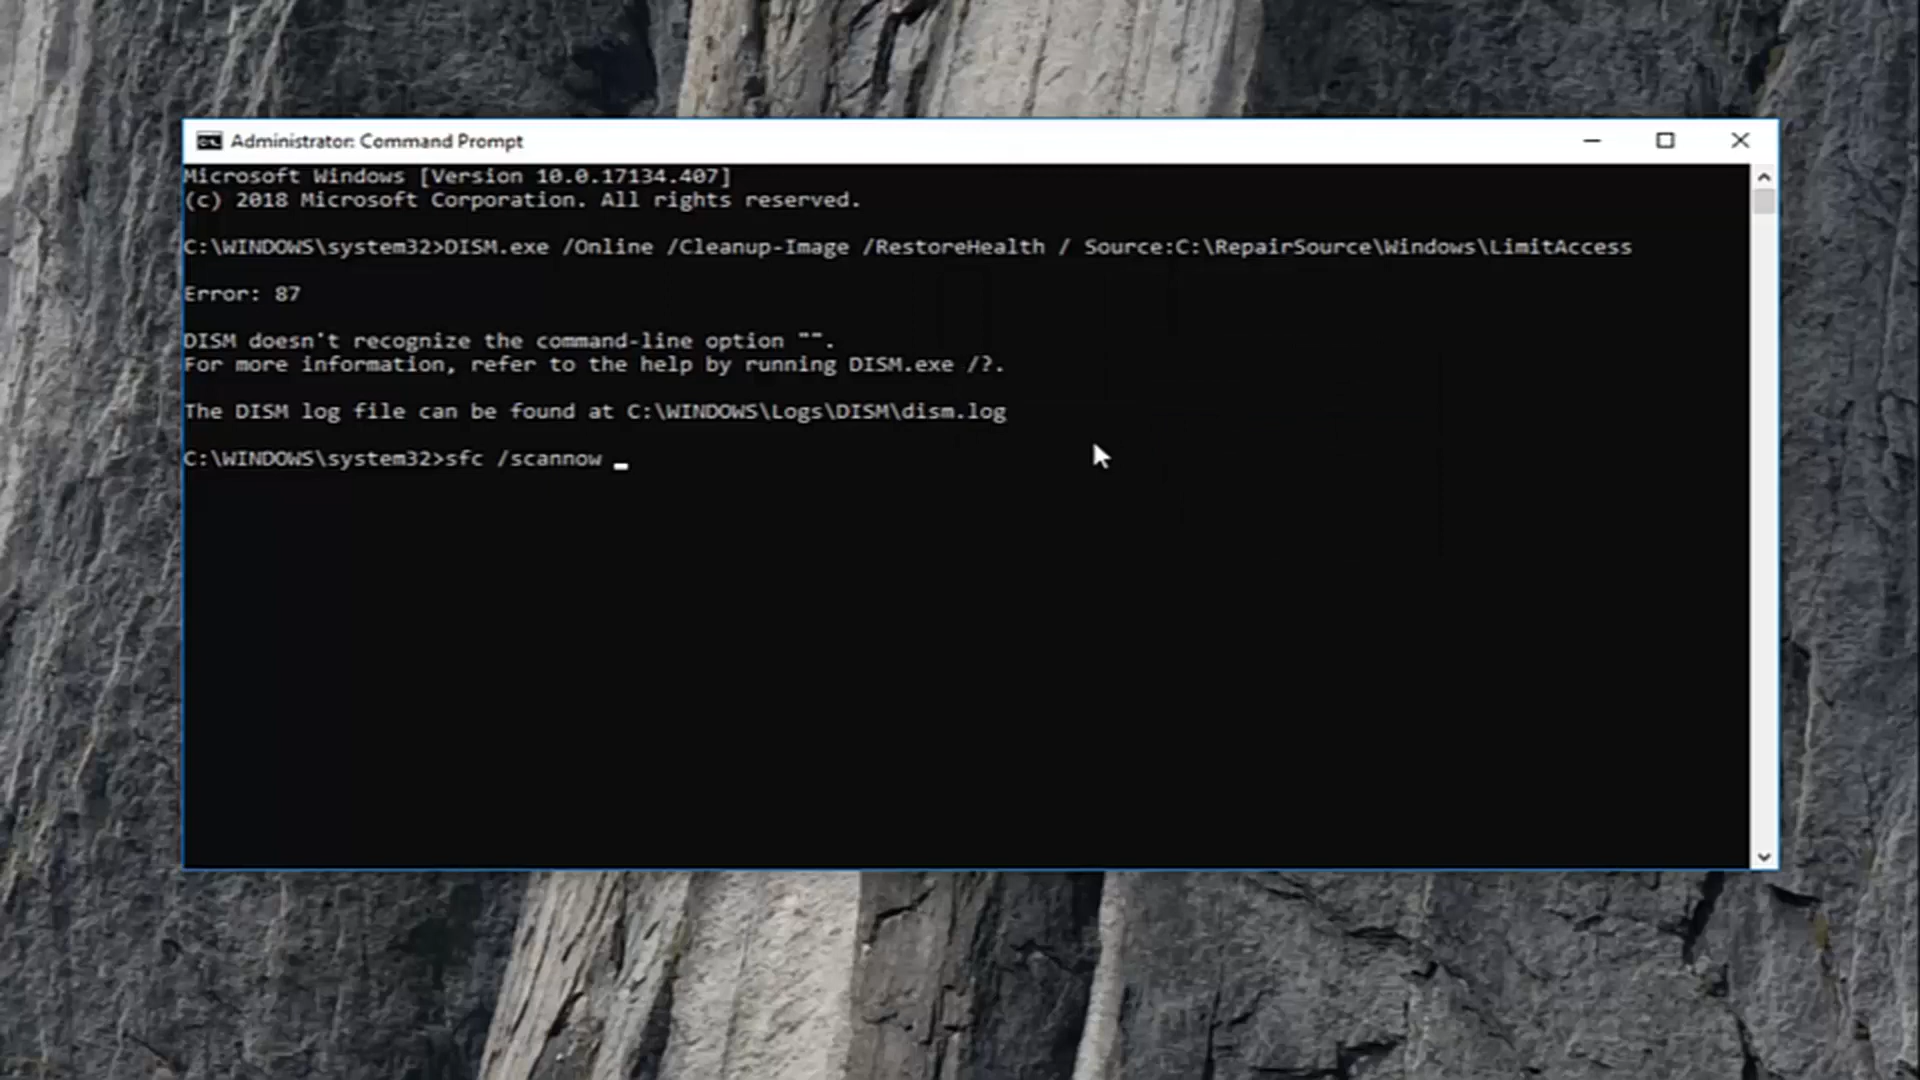 Administrator: Command Prompt
Microsoft Windows [Version 10.0.17134.407]
(c) 2018 Microsoft Corporation. All rights reserved.
C:\WINDOWS\system32>DISM.exe /Online /Cleanup-Image /RestoreHealth / Source:C:\RepairSource\Windows\LimitAccess
Error: 87
DISM doesn't recognize the command-line option "".
For more information, refer to the help by running DISM.exe /?.
The DISM log file can be found at C:\WINDOWS\Logs\DISM\dism.log
C:\WINDOWS\system32>sfc /scannow _